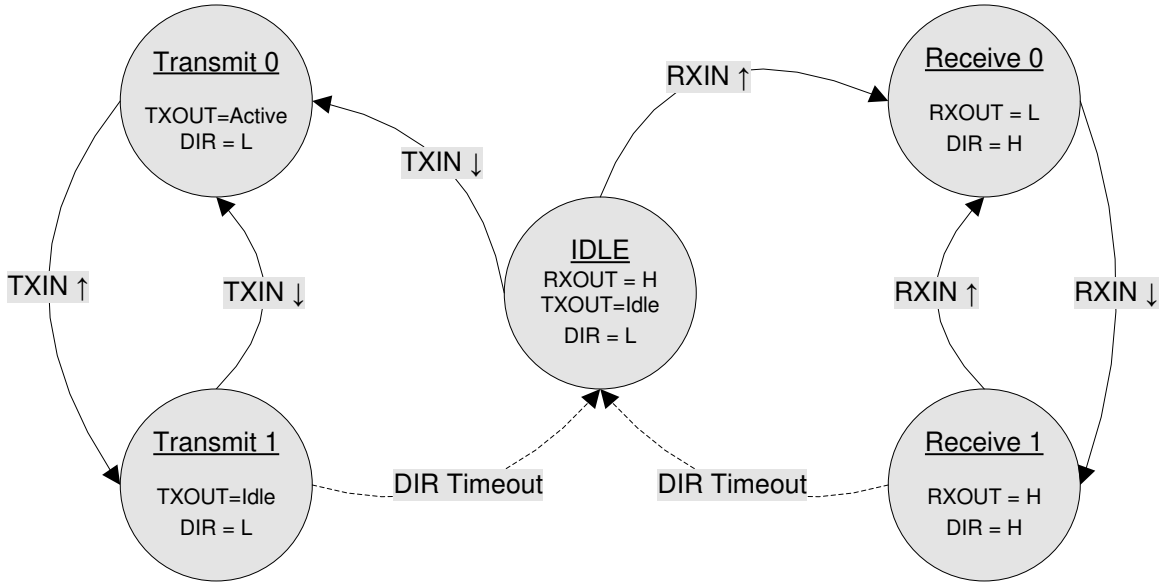 Transmit 0
TXOUT=Active
DIR = L
TXIN ↓
RXIN ↑
Receive 0
RXOUT = L
DIR = H
IDLE
RXOUT = H
TXOUT=Idle
DIR = L
TXIN ↑
TXIN ↓
RXIN ↑
RXIN ↓
Transmit 1
TXOUT=Idle
DIR = L
DIR Timeout
DIR Timeout
Receive 1
RXOUT = H
DIR = H